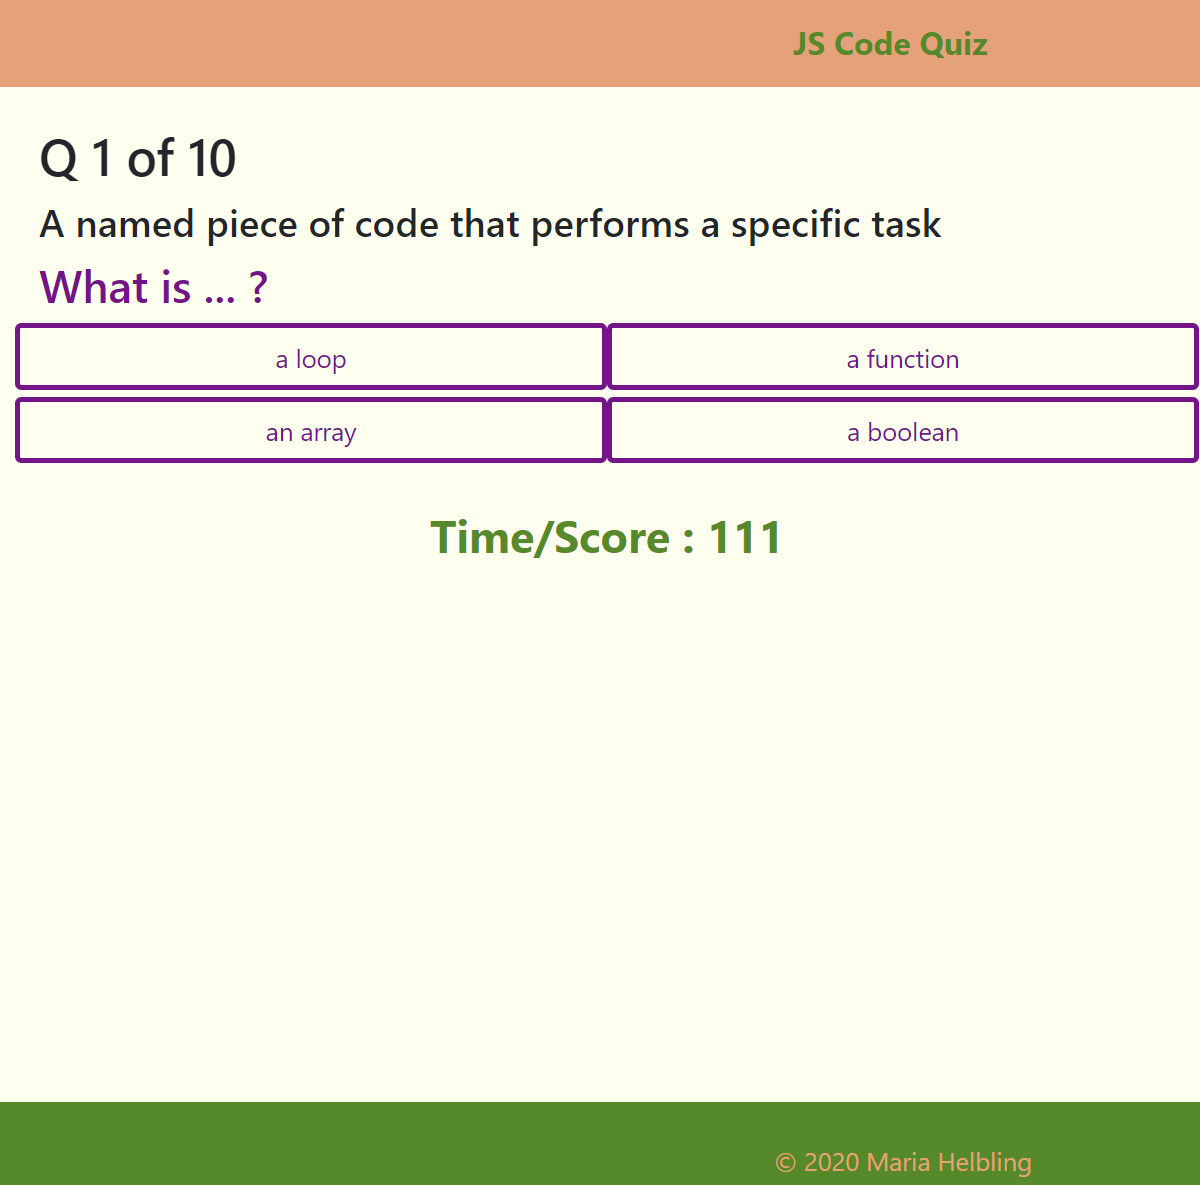 JS Code Quiz
Q 1 of 10
A named piece of code that performs a specific task
What is ... ?
a loop
a function
an array
a boolean
Time/Score : 111
© 2020 Maria Helbling